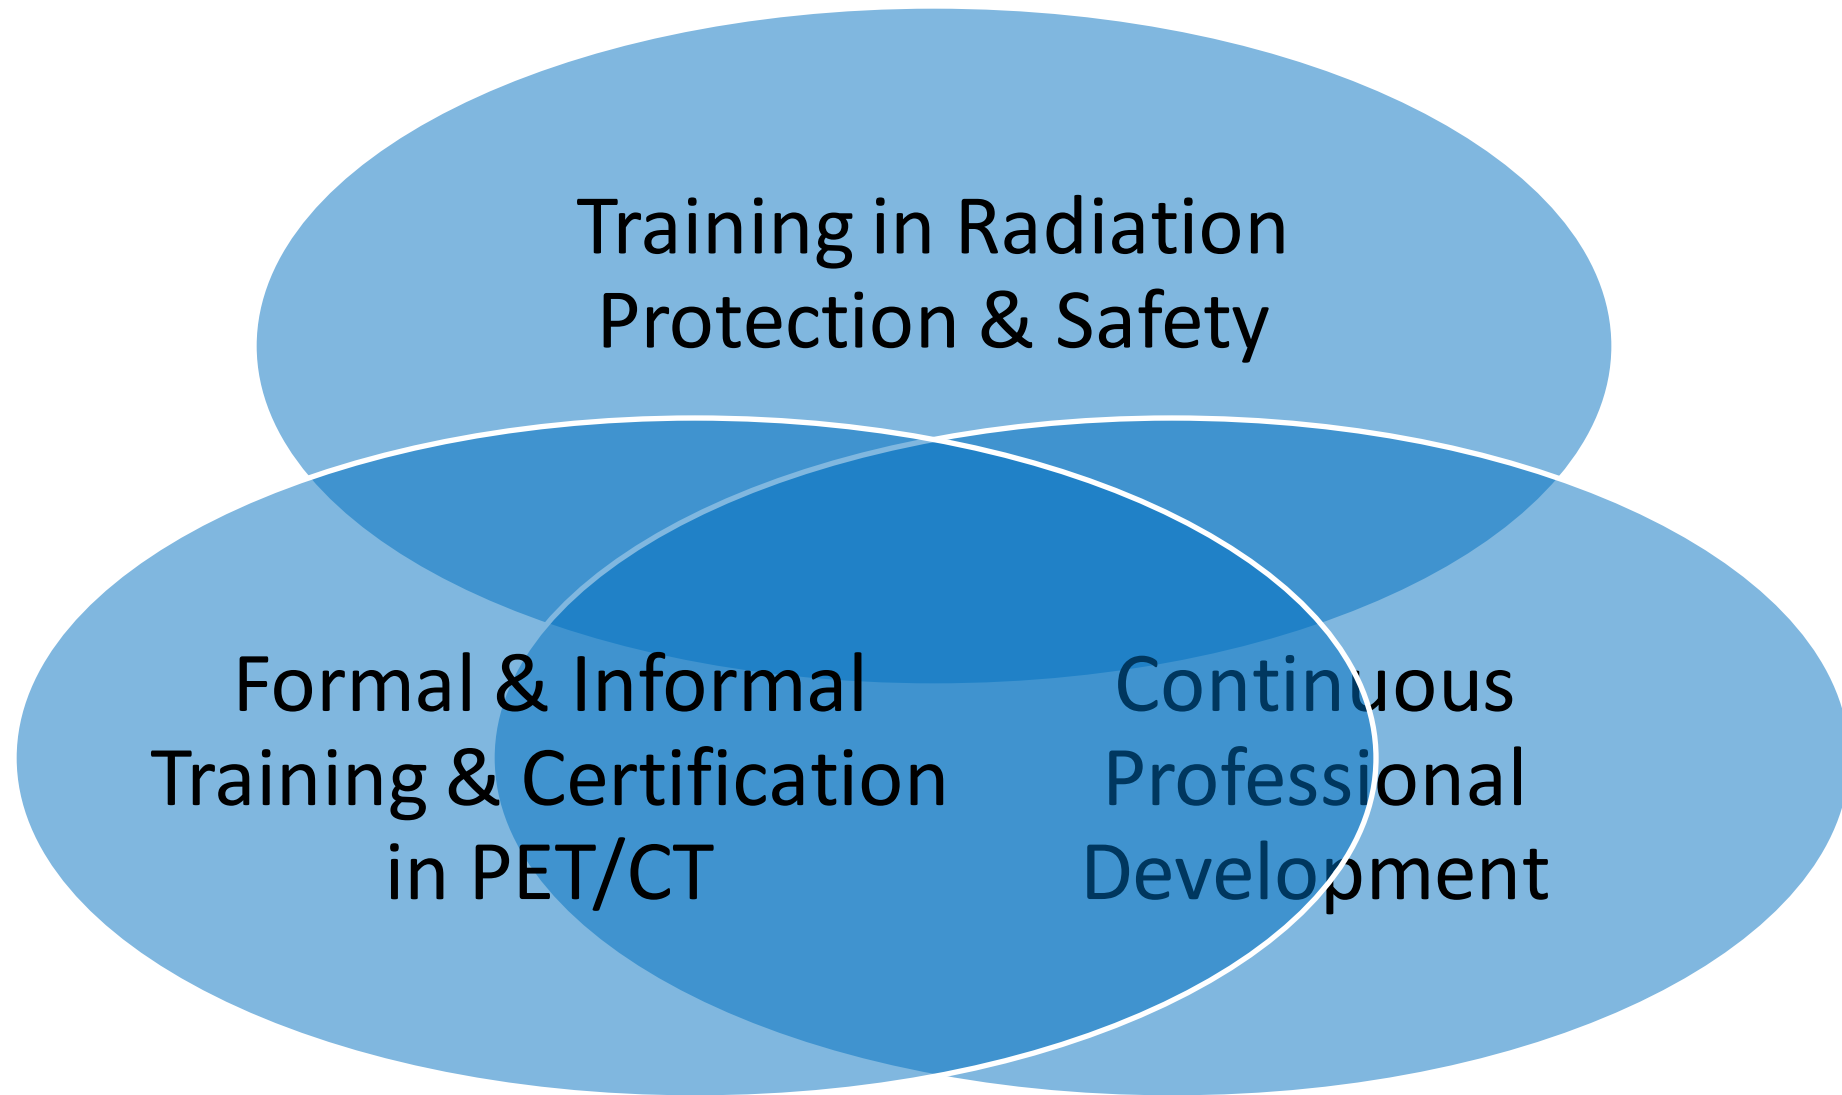 Training in Radiation
Protection & Safety
Formal & Informal
Training & Certification
in PET/CT
Continuous
Professional
Development